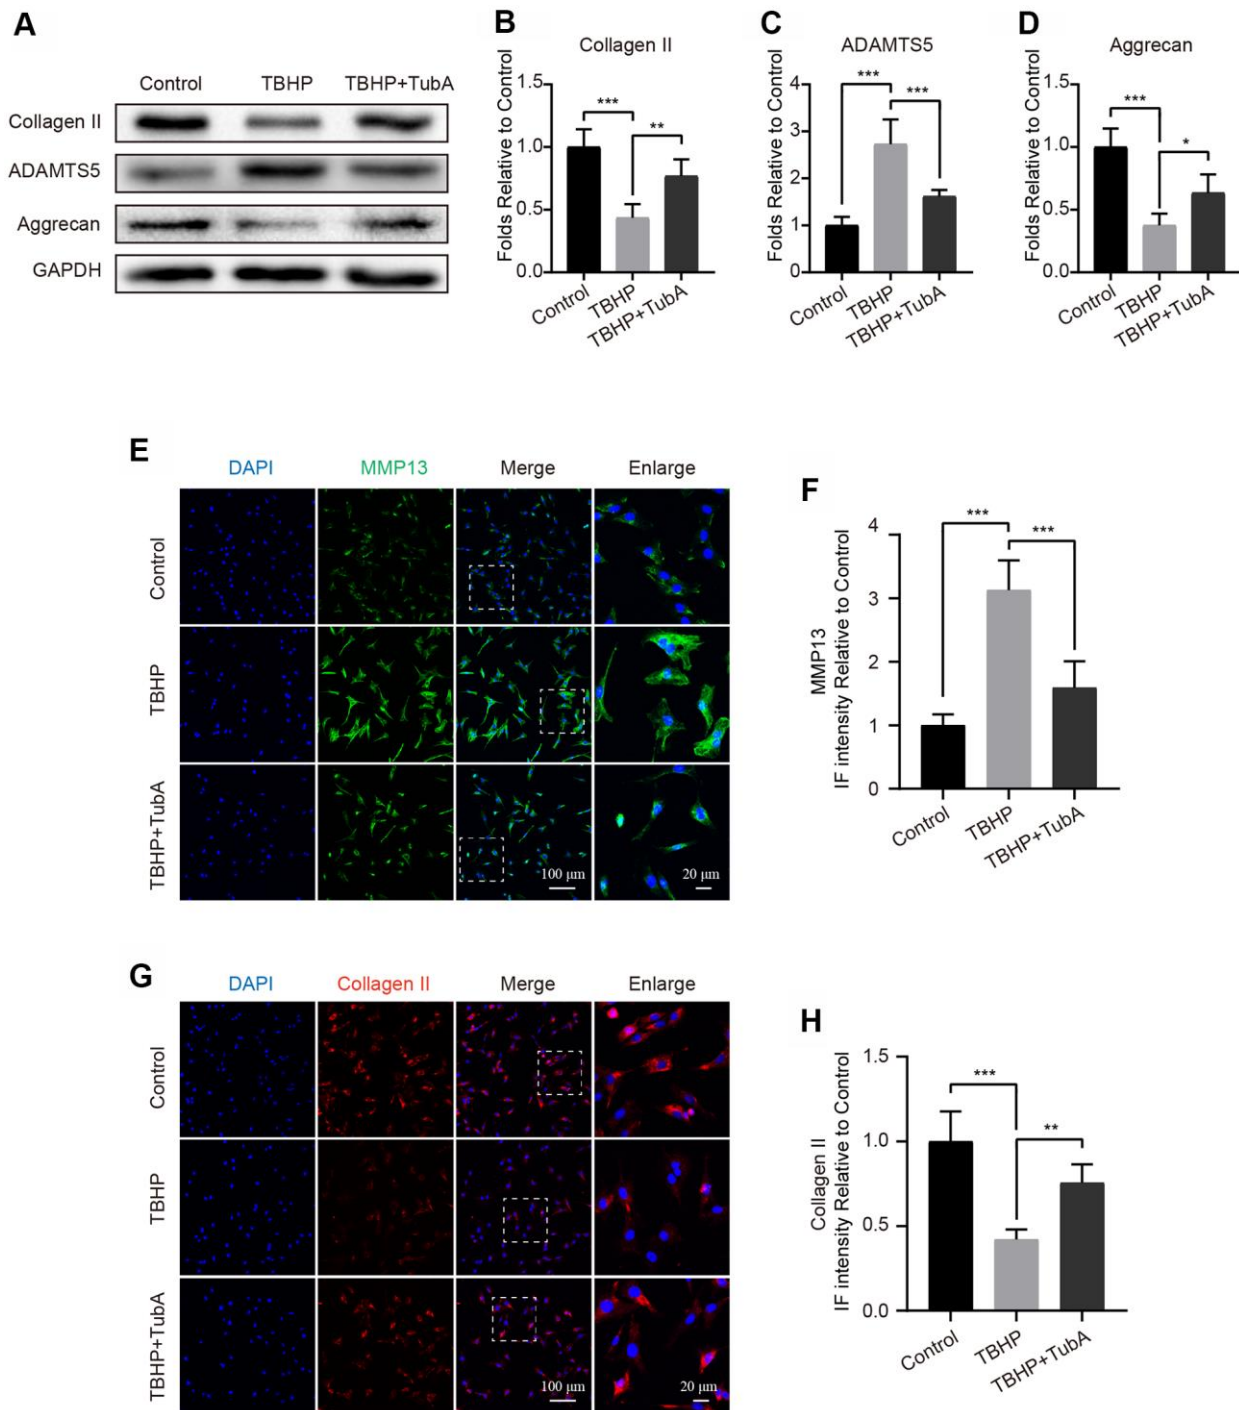 A
Control TBHP TBHP+TubA
Collagen II
ADAMTS5
Aggrecan
GAPDH
B
Collagen II
Folds Relative to Control
1.5
1.0
0.5
0.0
***
**
Control
TBHP
TBHP+TubA
C
ADAMTS5
Folds Relative to Control
4
3
2
1
0
***
***
Control
TBHP
TBHP+TubA
D
Aggrecan
Folds Relative to Control
1.5
1.0
0.5
0.0
***
*
Control
TBHP
TBHP+TubA
E
DAPI MMP13 Merge Enlarge
Control
TBHP
TBHP+TubA
100 μm
20 μm
F
MMP13
IF intensity Relative to Control
4
3
2
1
0
***
***
Control
TBHP
TBHP+TubA
G
DAPI Collagen II Merge Enlarge
Control
TBHP
TBHP+TubA
100 μm
20 μm
H
Collagen II
IF intensity Relative to Control
1.5
1.0
0.5
0.0
***
**
Control
TBHP
TBHP+TubA